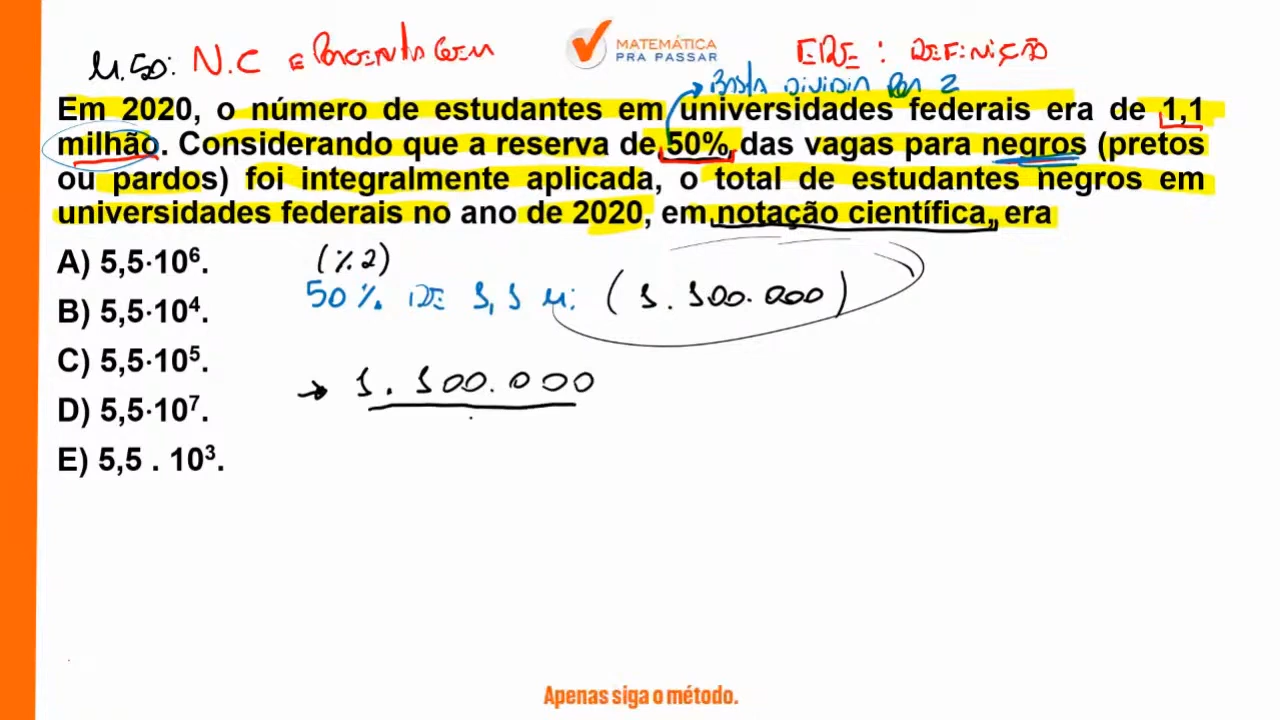 μ.50: N.C e Porcentagem
MATEMÁTICA
PRA PASSAR
: DEFINIÇÃO
Basta dividir por 2
Em 2020, o número de estudantes em universidades federais era de 1,1
milhão. Considerando que a reserva de 50% das vagas para negros (pretos
ou pardos) foi integralmente aplicada, o total de estudantes negros em
universidades federais no ano de 2020, em notação científica, era
A) 5,5·10⁶.
B) 5,5·10⁴.
C) 5,5·10⁵.
D) 5,5·10⁷.
E) 5,5 . 10³.
(% 2)
50% DE 1,1 μ: (1.100.000)
→ 1.100.000
Apenas siga o método.